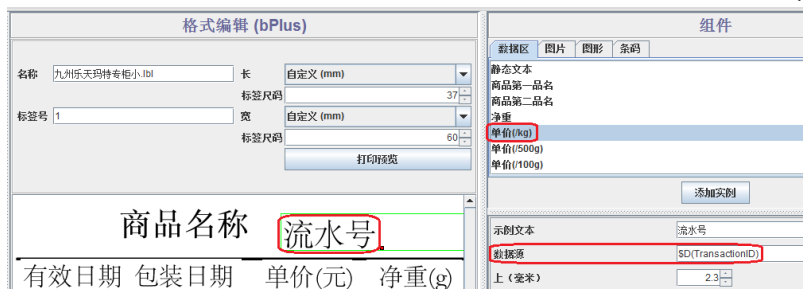 格式编辑 (bPlus)
组件
名称 九州乐天玛特专柜小.lbl 长 自定义 (mm)
标签尺码 37
标签号 1 宽 自定义 (mm)
标签尺码 60
打印预览
商品名称 流水号
有效日期 包装日期 单价(元) 净重(g)
数据区 图片 图形 条码
静态文本
商品第一品名
商品第二品名
净重
单价(/kg)
单价(/500g)
单价(/100g)
添加实例
示例文本 流水号
数据源 $D(TransactionID)
上（毫米） 2.3